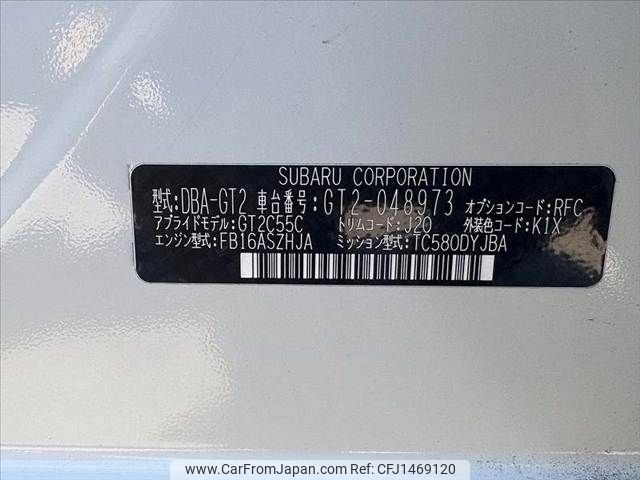 SUBARU CORPORATION
型式:DBA-GT2 車台番号:GT2-048973 オプションコード:RFC
アプライドモデル:GT2C55C トリムコード:J20 外装色コード:K1X
エンジン型式:FB16ASZHJA ミッション型式:TC580DYJBA
www.CarFromJapan.com - CFJ1469120